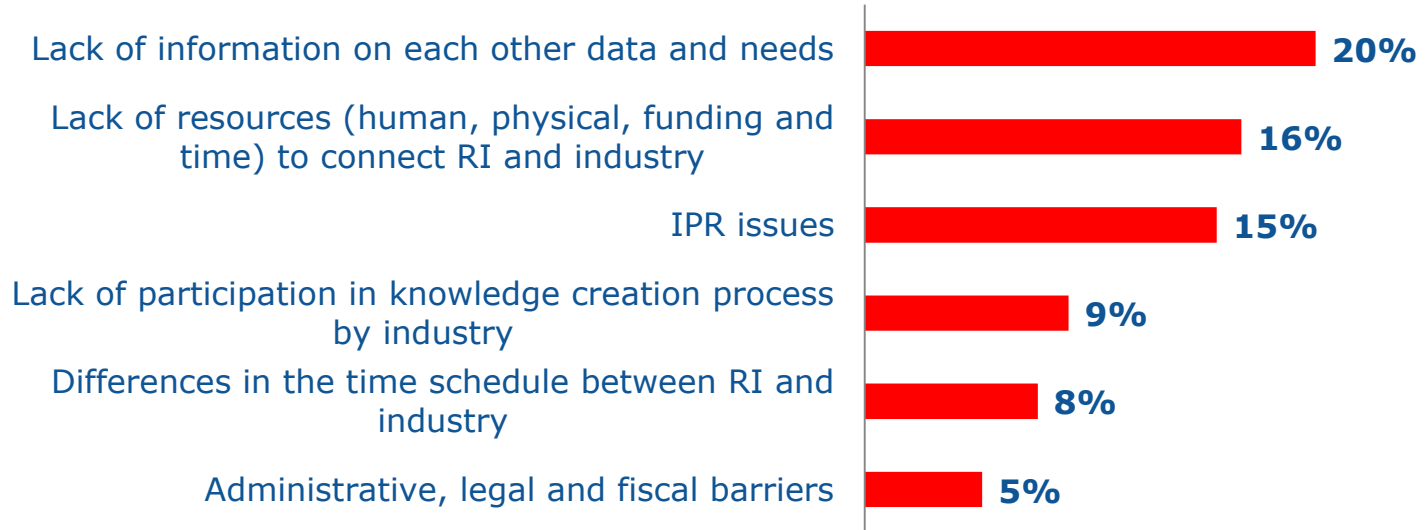 Lack of information on each other data and needs
20%
Lack of resources (human, physical, funding and
time) to connect RI and industry
16%
IPR issues
15%
Lack of participation in knowledge creation process
by industry
9%
Differences in the time schedule between RI and
industry
8%
Administrative, legal and fiscal barriers
5%